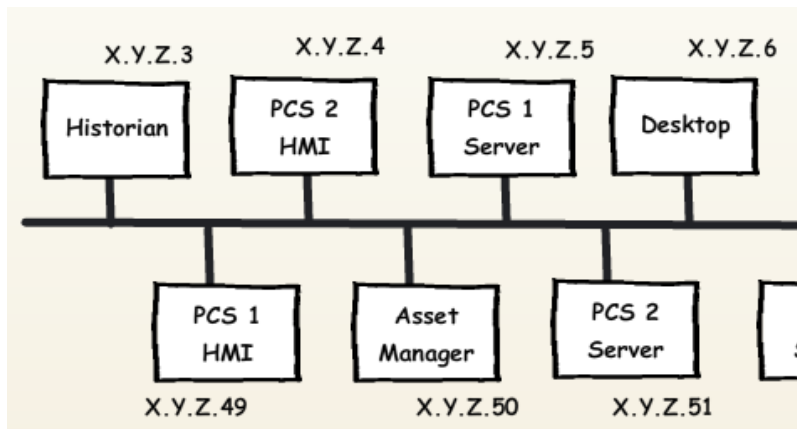 X.Y.Z.3
X.Y.Z.4
X.Y.Z.5
X.Y.Z.6
Historian
PCS 2
HMI
PCS 1
Server
Desktop
PCS 1
HMI
Asset
Manager
PCS 2
Server
X.Y.Z.49
X.Y.Z.50
X.Y.Z.51